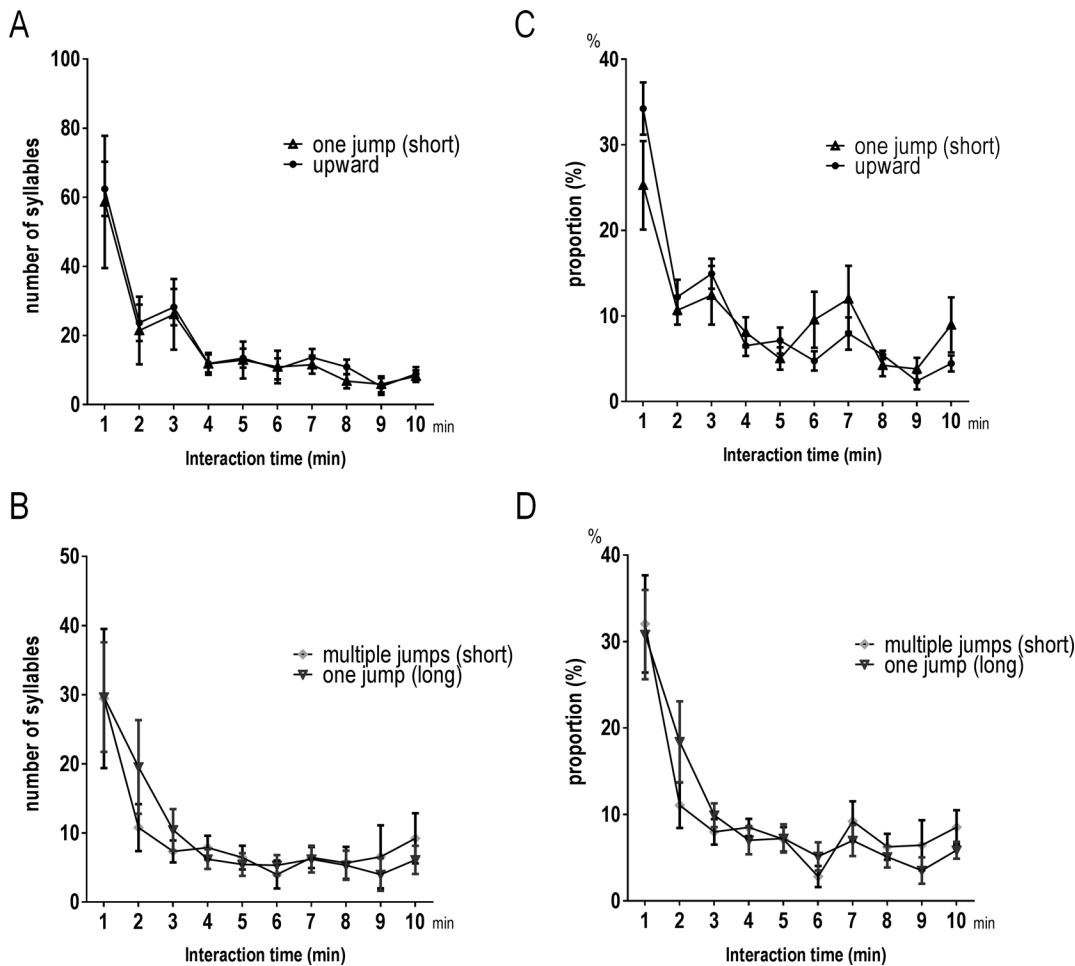 A
100
80
60
40
20
0
number of syllables
one jump (short)
upward
1 2 3 4 5 6 7 8 9 10 min
Interaction time (min)
C
%
40
30
20
10
0
proportion (%)
one jump (short)
upward
1 2 3 4 5 6 7 8 9 10 min
Interaction time (min)
B
50
40
30
20
10
0
number of syllables
multiple jumps (short)
one jump (long)
1 2 3 4 5 6 7 8 9 10 min
Interaction time (min)
D
%
40
30
20
10
0
proportion (%)
multiple jumps (short)
one jump (long)
1 2 3 4 5 6 7 8 9 10 min
Interaction time (min)